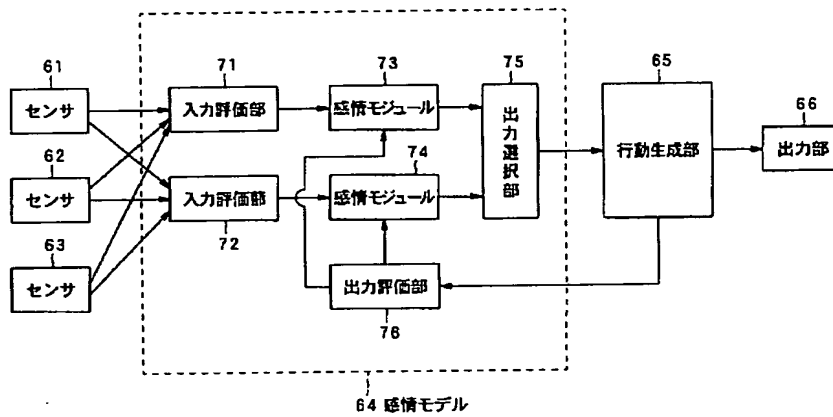 61
センサ
62
センサ
63
センサ
71
入力評価部
入力評価部
72
73
感情モジュール
74
感情モジュール
出力評価部
76
75
出力選択部
65
行動生成部
66
出力部
64 感情モデル